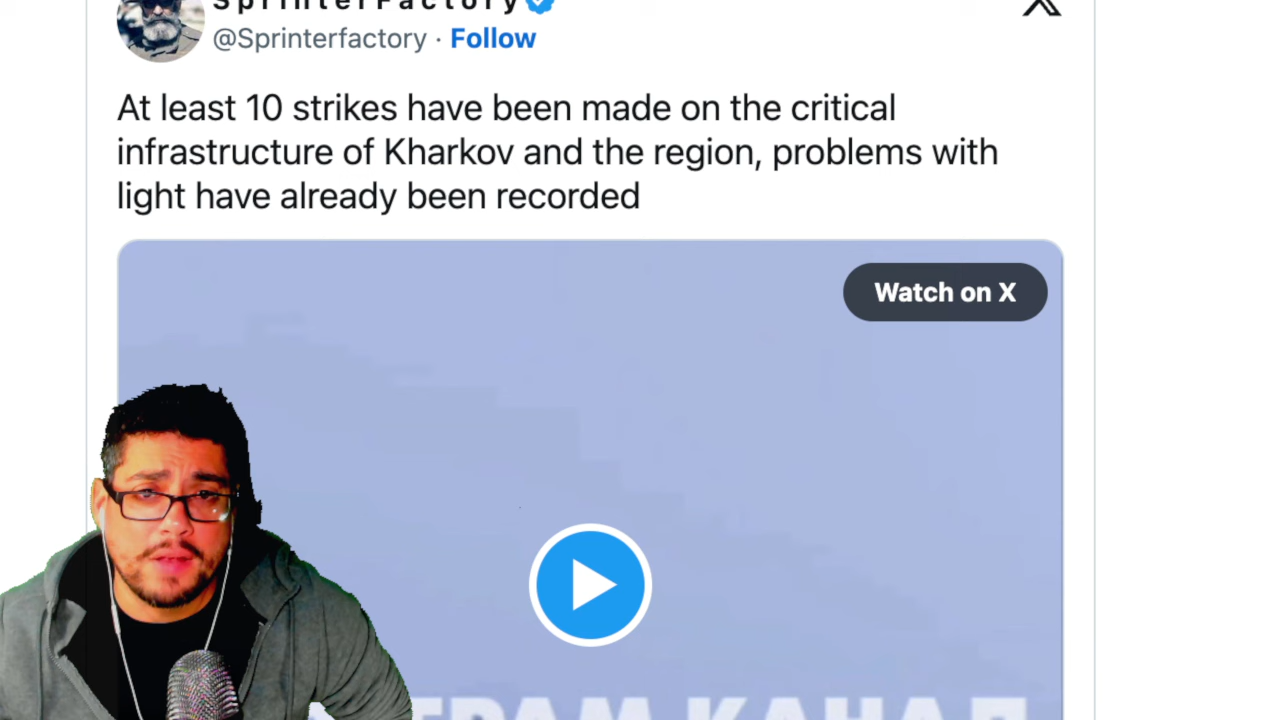 SprinterFactory
@Sprinterfactory · Follow
At least 10 strikes have been made on the critical
infrastructure of Kharkov and the region, problems with
light have already been recorded
Watch on X
КАНАЛ